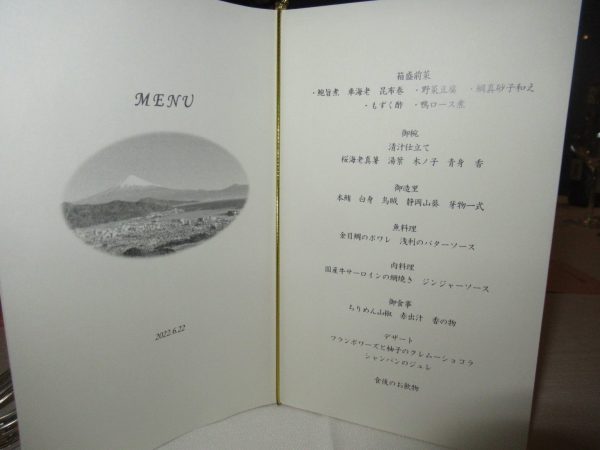 MENU
2022.6.22
箱盛前菜
・鮑旨煮 車海老 昆布巻 ・野菜豆腐 ・鯛真砂子和え
・もずく酢 ・鴨ロース煮
御椀
清汁仕立て
桜海老真薯 湯葉 木ノ子 青身 香
御造里
本鮪 白身 烏賊 静岡山葵 芽物一式
魚料理
金目鯛のポワレ 浅利のバターソース
肉料理
国産牛サーロインの網焼き ジンジャーソース
御食事
ちりめん山椒 赤出汁 香の物
デザート
フランボワーズと柚子のクレムーショコラ
シャンパンのジュレ
食後のお飲物